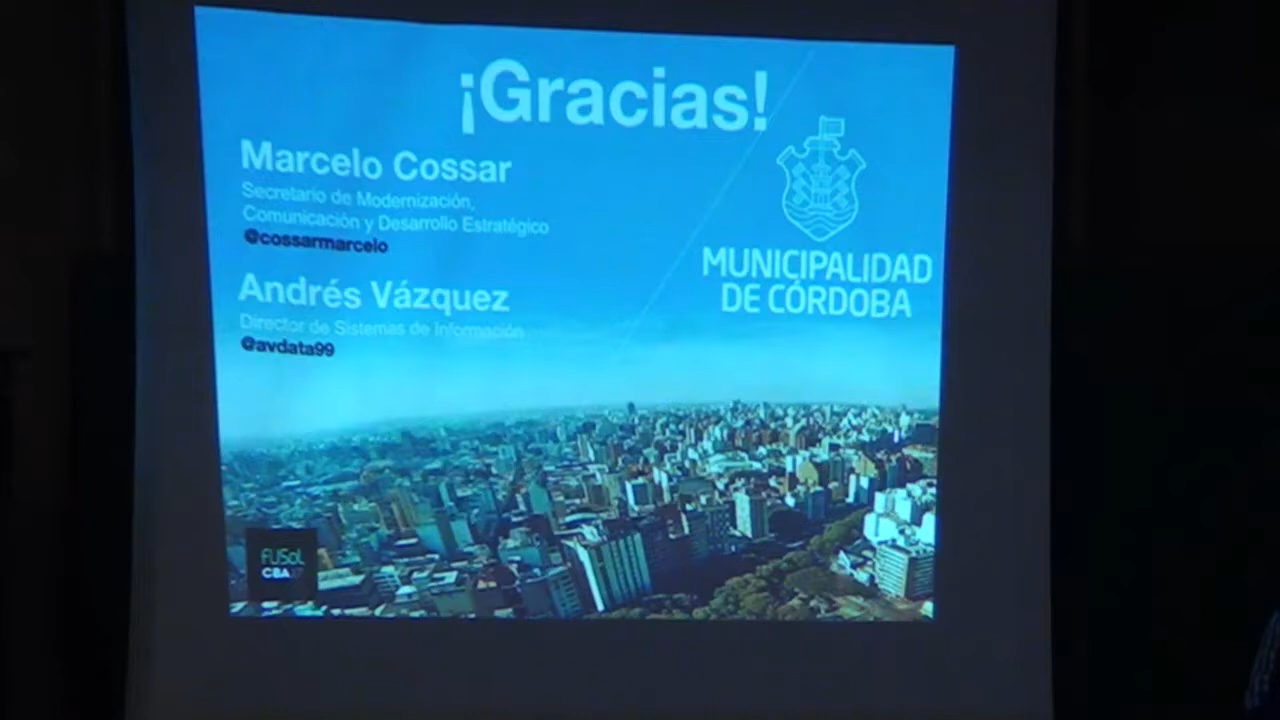 ¡Gracias!
Marcelo Cossar
Secretario de Modernización,
Comunicación y Desarrollo Estratégico
@cossarmarcelo
Andrés Vázquez
Director de Sistemas de Información
@avdata99
MUNICIPALIDAD
DE CÓRDOBA
FUSoL
CBA